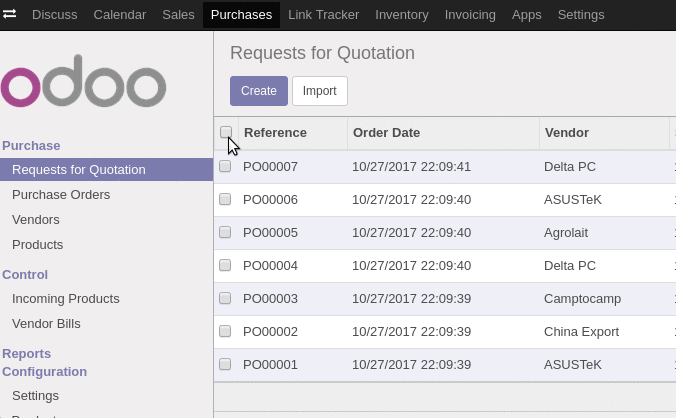 Discuss Calendar Sales Purchases Link Tracker Inventory Invoicing Apps Settings
odoo
Purchase
Requests for Quotation
Purchase Orders
Vendors
Products
Control
Incoming Products
Vendor Bills
Reports
Configuration
Settings
Requests for Quotation
Create Import
Reference Order Date Vendor
PO00007 10/27/2017 22:09:41 Delta PC
PO00006 10/27/2017 22:09:40 ASUSTeK
PO00005 10/27/2017 22:09:40 Agrolait
PO00004 10/27/2017 22:09:40 Delta PC
PO00003 10/27/2017 22:09:39 Camptocamp
PO00002 10/27/2017 22:09:39 China Export
PO00001 10/27/2017 22:09:39 ASUSTeK